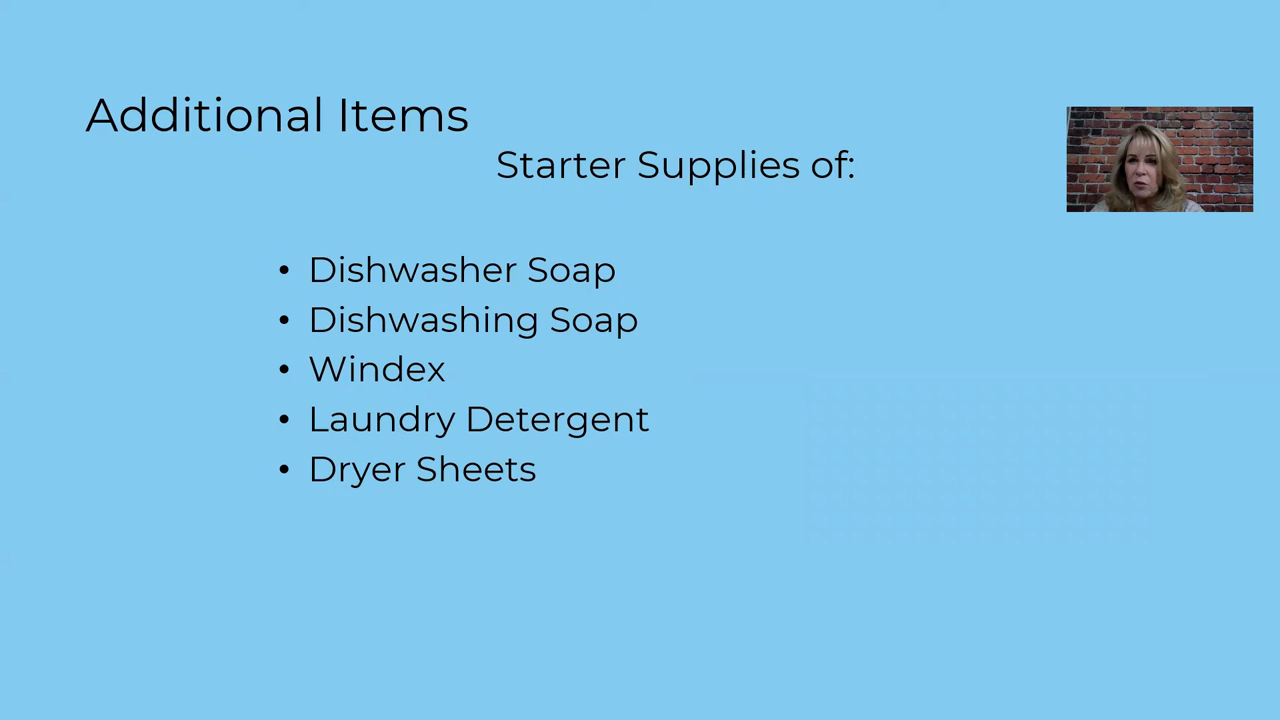 Additional Items
Starter Supplies of:
• Dishwasher Soap
• Dishwashing Soap
• Windex
• Laundry Detergent
• Dryer Sheets